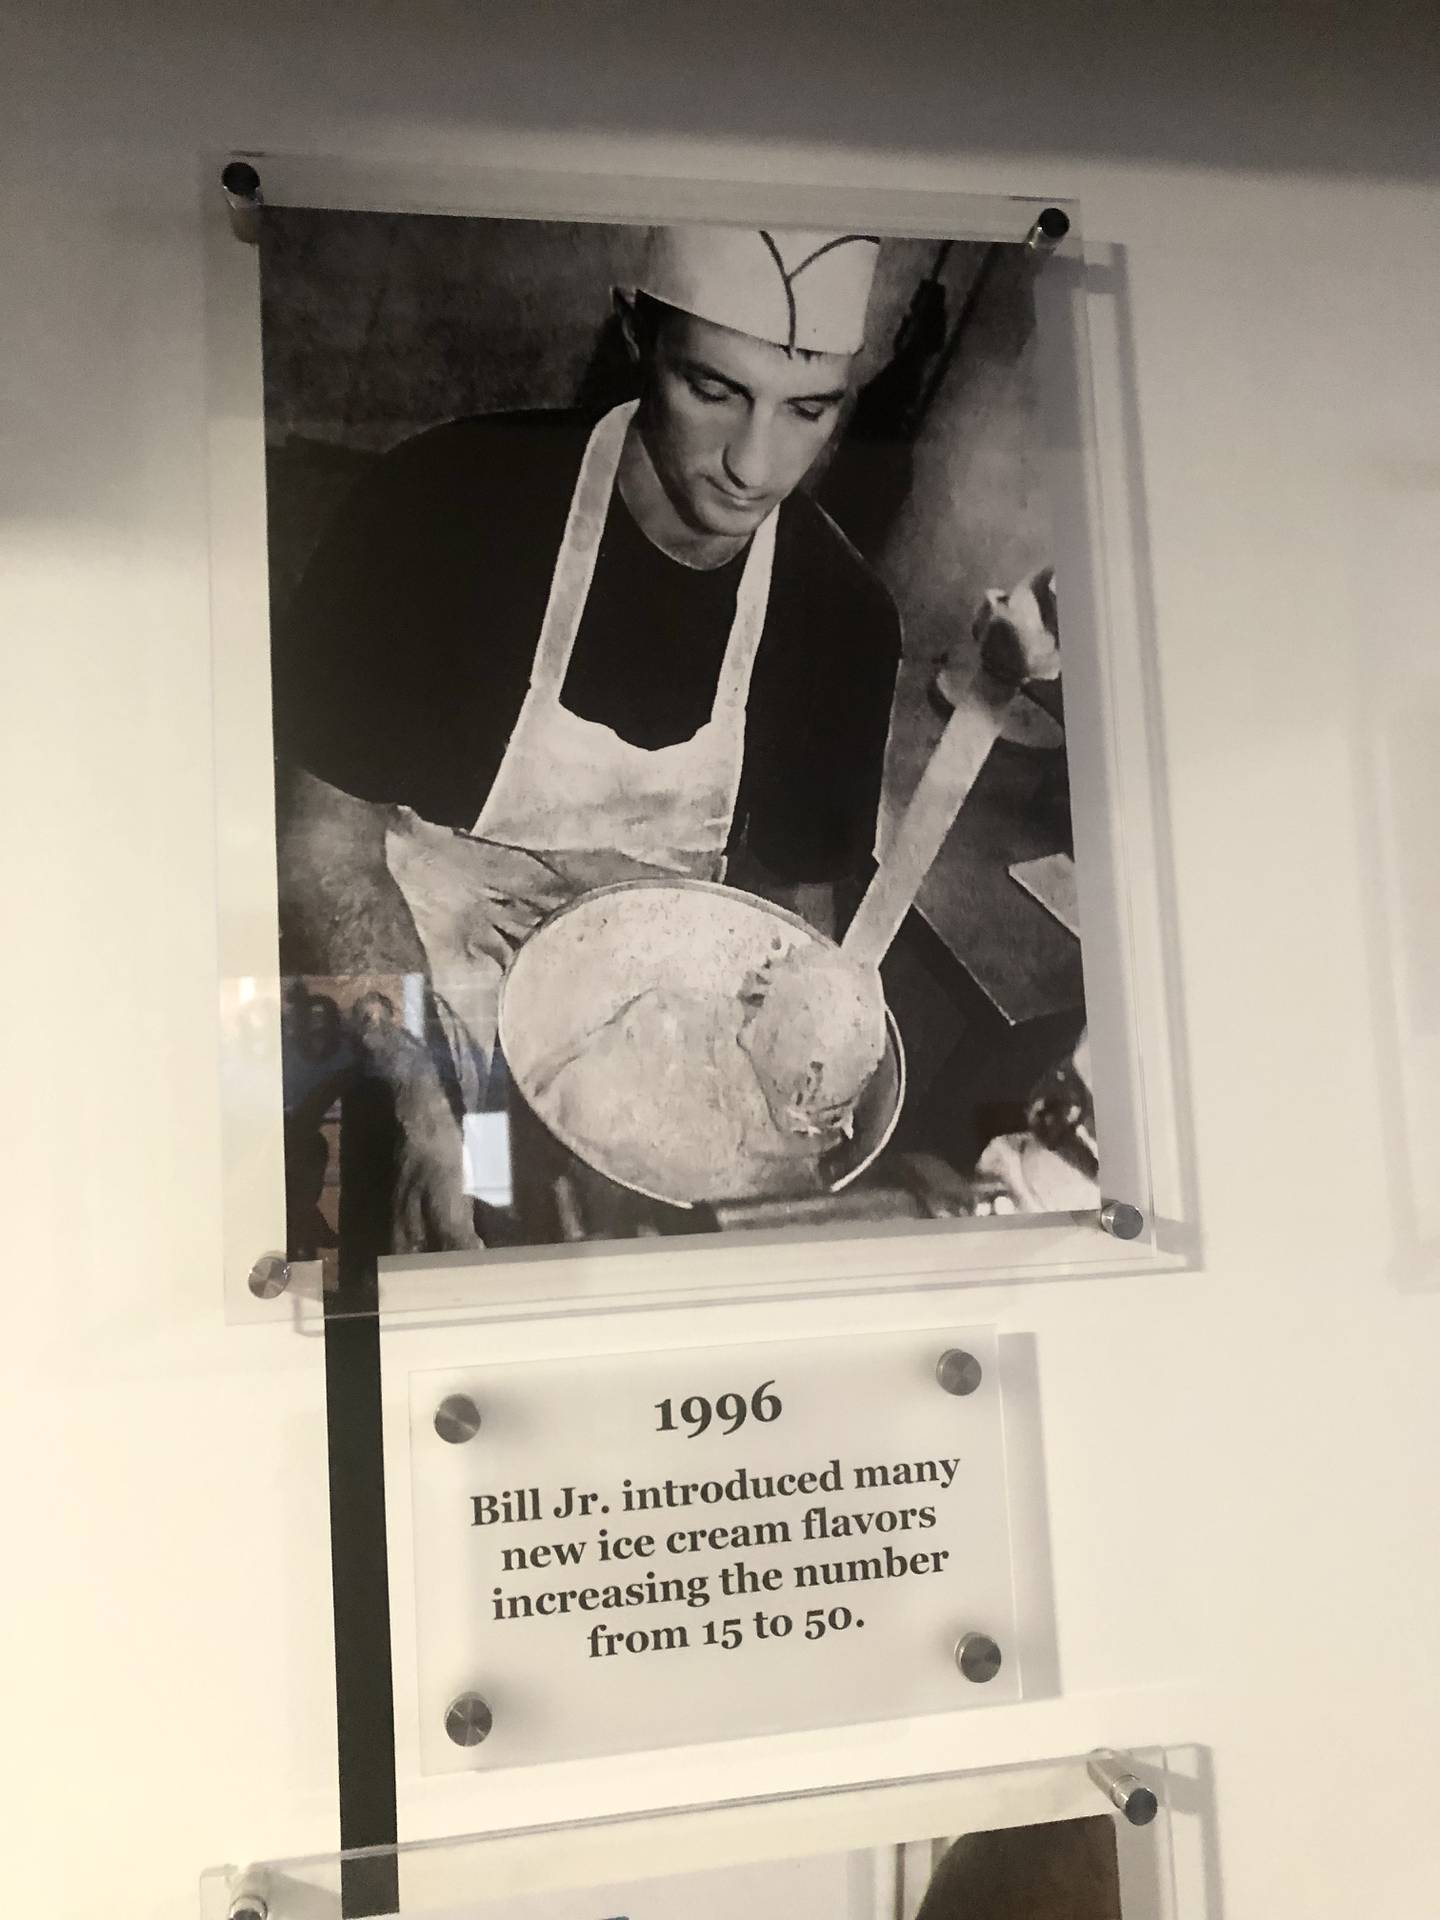 1996
Bill Jr. introduced many
new ice cream flavors
increasing the number
from 15 to 50.